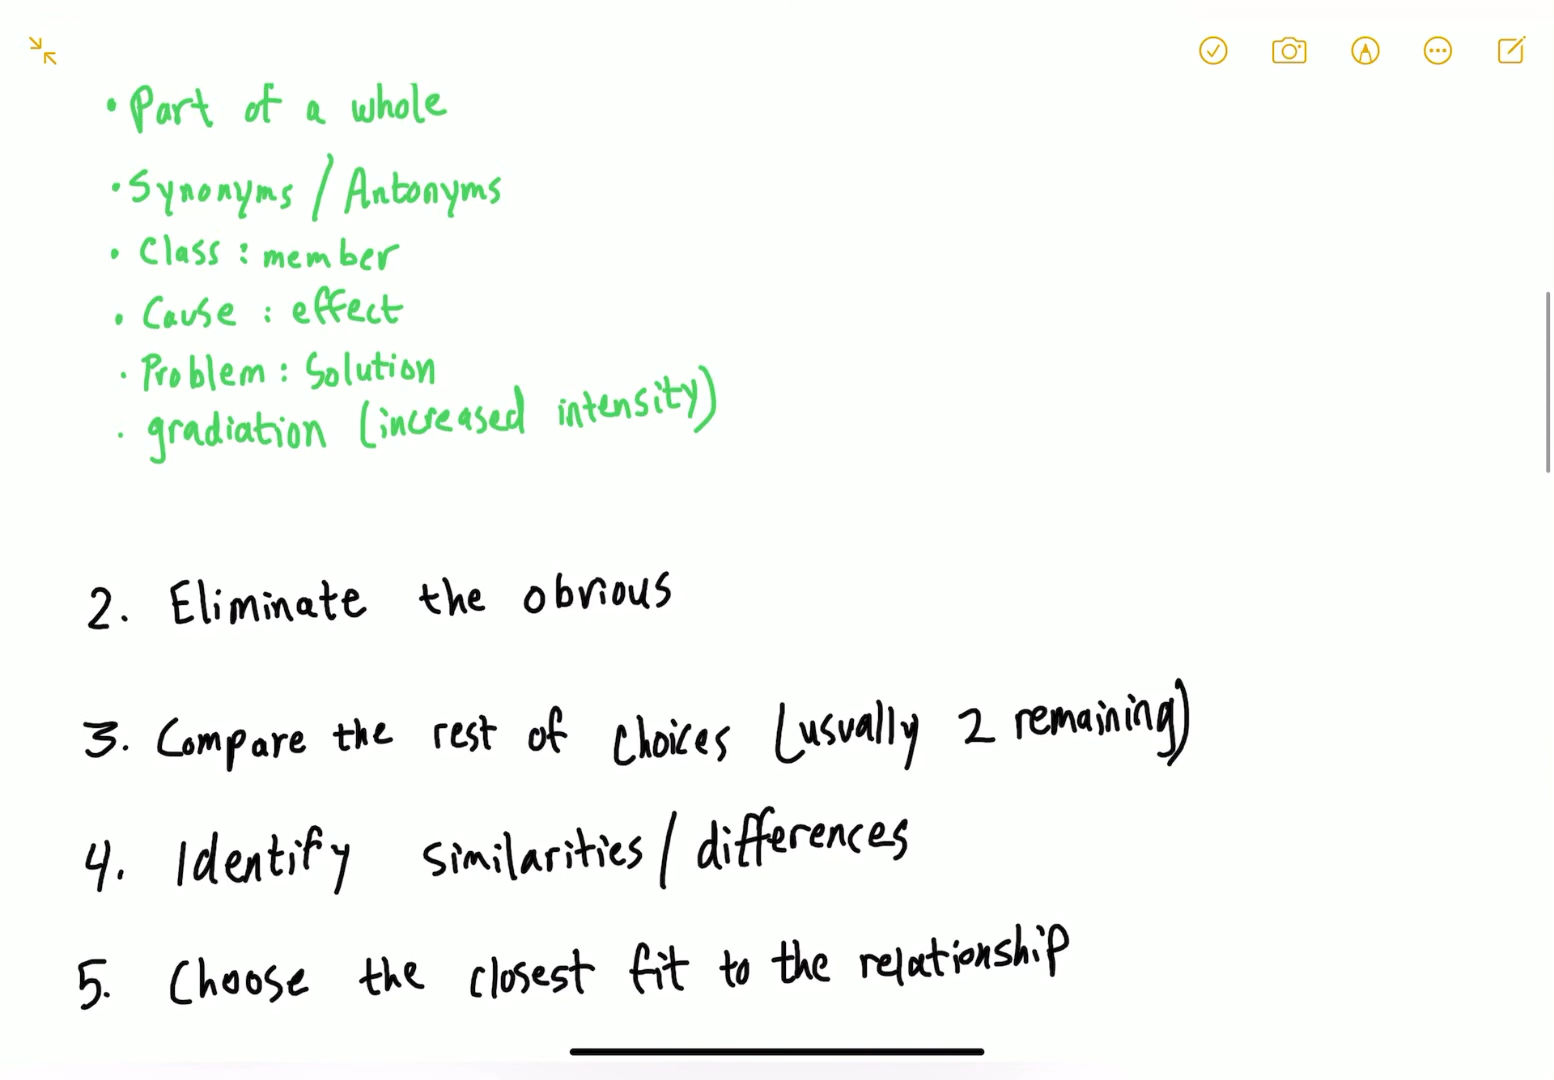 • Part of a whole
• Synonyms / Antonyms
• Class : member
• Cause : effect
• Problem : Solution
• gradiation (increased intensity)
2. Eliminate the obvious
3. Compare the rest of choices (usually 2 remaining)
4. Identify similarities / differences
5. Choose the closest fit to the relationship